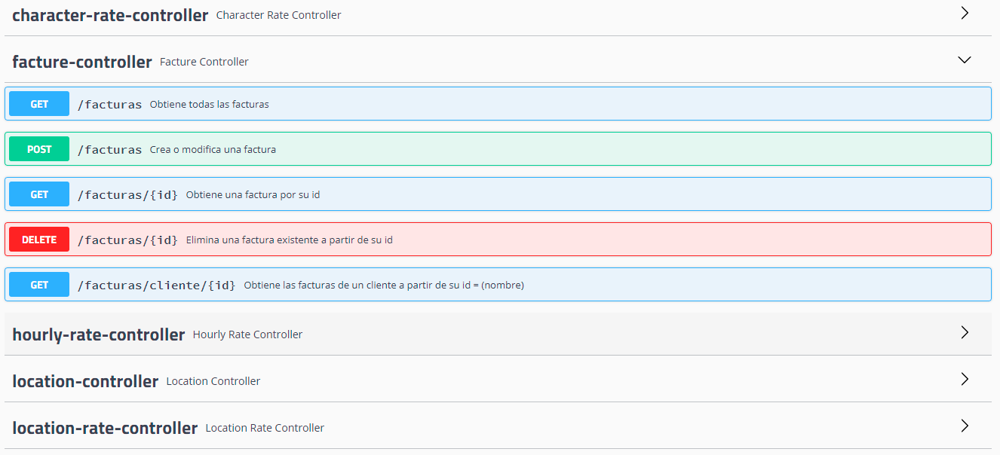 character-rate-controller Character Rate Controller
facture-controller Facture Controller
GET /facturas Obtiene todas las facturas
POST /facturas Crea o modifica una factura
GET /facturas/{id} Obtiene una factura por su id
DELETE /facturas/{id} Elimina una factura existente a partir de su id
GET /facturas/cliente/{id} Obtiene las facturas de un cliente a partir de su id = (nombre)
hourly-rate-controller Hourly Rate Controller
location-controller Location Controller
location-rate-controller Location Rate Controller